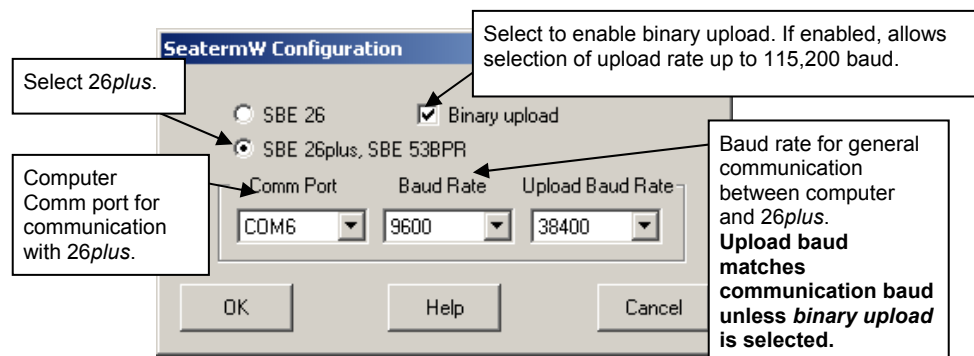 SeatermW Configuration
Select to enable binary upload. If enabled, allows
selection of upload rate up to 115,200 baud.
Select 26plus.
SBE 26
Binary upload
SBE 26plus, SBE 53BPR
Computer
Comm port for
communication
with 26plus.
Comm Port
Baud Rate
Upload Baud Rate
COM6
9600
38400
Baud rate for general
communication
between computer
and 26plus.
Upload baud
matches
communication baud
unless binary upload
is selected.
OK
Help
Cancel